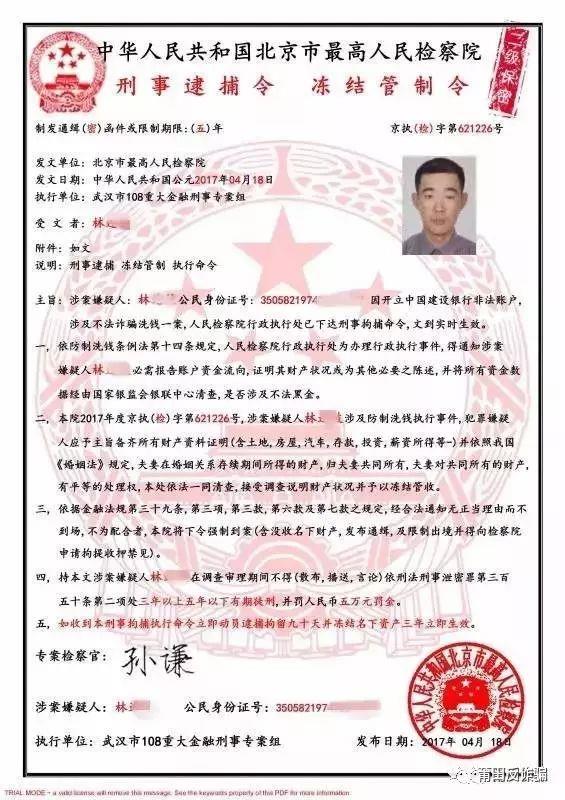 中华人民共和国北京市最高人民检察院
刑事逮捕令 冻结管制令
二级保密
制发通缉(密)函件或限制期限:(五)年
京执(检)字第621226号
发文单位: 北京市最高人民检察院
发文日期: 中华人民共和国公元2017年04月18日
执行单位: 武汉市108重大金融刑事专案组
受 文 者: 林
附件: 如文
说明: 刑事逮捕 冻结管制 执行命令
主旨: 涉案嫌疑人: 林 公民身份证号: 350582197 因开立中国建设银行非法账户,
涉及不法诈骗洗钱一案,人民检察院行政执行处已下达刑事拘捕命令,文到实时生效。
一, 依防制洗钱条例法第十四条规定,人民检察院行政执行处为办理行政执行事件,得通知涉案
嫌疑人林 必需报告账户资金流向,证明其财产状况或为其他必要之陈述,并将所有资金数
据经由国家银监会银联中心清查,是否涉及不法黑金。
二、本院2017年度京执(检)字第621226号,涉案嫌疑人林 涉及防制洗钱执行事件,犯罪嫌疑
人应予主旨备齐所有财产资料证明(含土地,房屋,汽车,存款,投资,薪资所得等-)并依照我国
《婚姻法》规定,夫妻在婚姻关系存续期间所得的财产,归夫妻共同所有,夫妻对共同所有的财产,
有平等的处理权,本处依法一同清查,接受调查说明财产状况并予以冻结管收。
三、依据金融法规第三十九条,第三项,第三款,第六款及第七款之规定,经合法通知无正当理由而不
到场,不为配合者,本院将下令强制到案(含没收名下财产,发布通缉,及限制出境并得向检察院
申请拘提收押禁见)。
四、 持本文涉案嫌疑人林 在调查审理期间不得(散布,播送,言论)依刑法刑事泄密罪第三百
五十条第二项处三年以上五年以下有期徒刑,并罚人民币五万元罚金。
五、 如收到本刑事拘捕执行命令立即动员逮捕拘留九十天并冻结名下资产三年立即生效。
专案检察官: 孙谦
涉案嫌疑人: 林 公民身份证号: 350582197
执行单位: 武汉市108重大金融刑事专案组
发布日期: 2017年 04月 18日
中华人民共和国北京市最高人民检察院
莆田反诈骗
TRIAL MODE − a valid license will remove this message. See the keywords property of this PDF for more information.